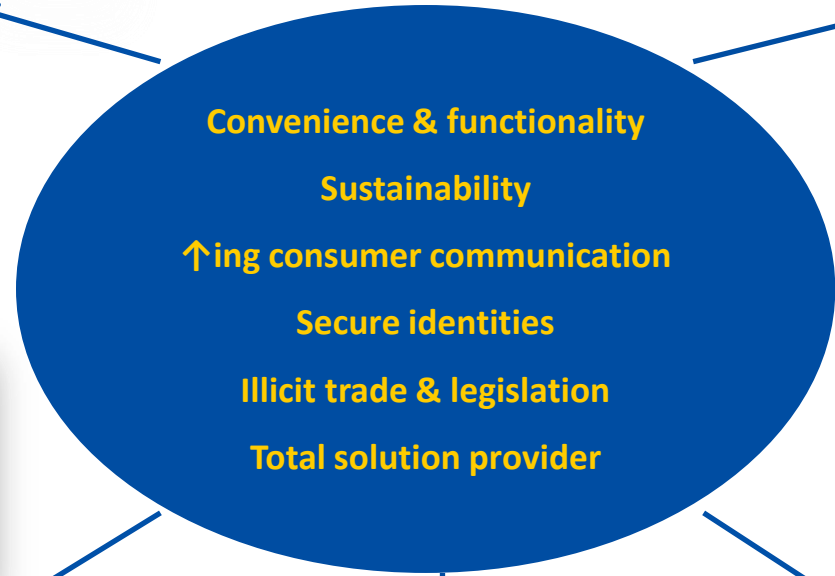 Convenience & functionality
Sustainability
↑ing consumer communication
Secure identities
Illicit trade & legislation
Total solution provider